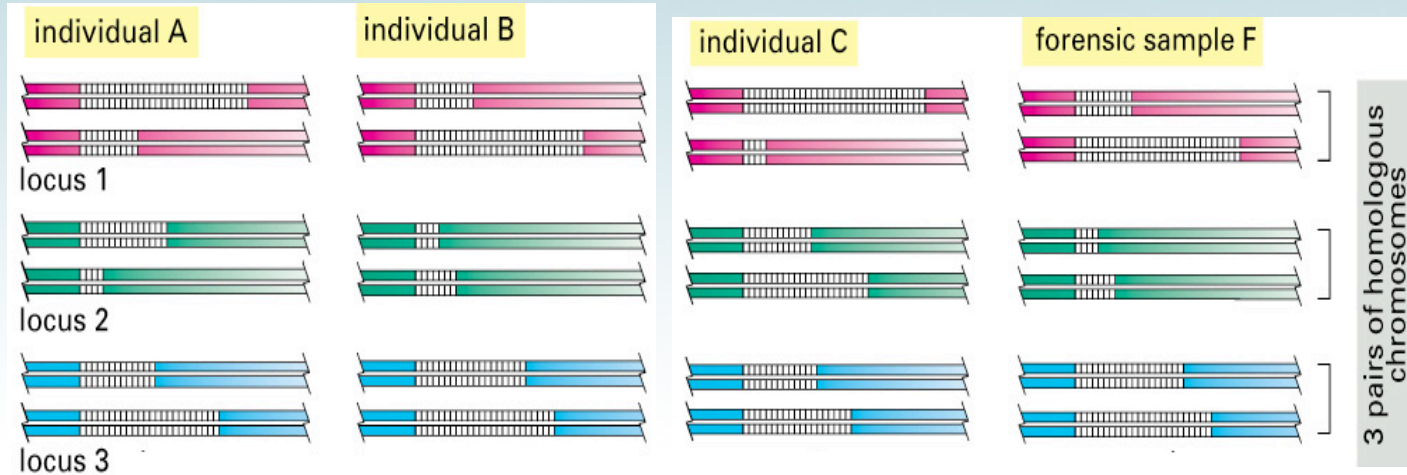 individual A
individual B
individual C
forensic sample F
locus 1
locus 2
locus 3
3 pairs of homologous
chromosomes